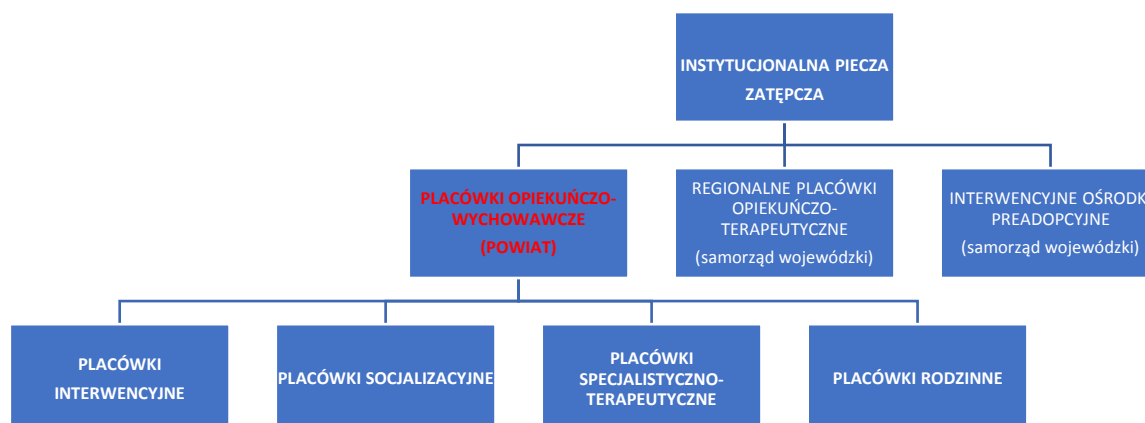 INSTYTUCJONALNA PIECZA
ZATĘPCZA
PLACÓWKI OPIEKUŃCZO-
WYCHOWAWCZE
(POWIAT)
REGIONALNE PLACÓWKI
OPIEKUŃCZO-
TERAPEUTYCZNE
(samorząd wojewódzki)
INTERWENCYJNE OŚRODK
PREADOPCYJNE
(samorząd wojewódzki)
PLACÓWKI
INTERWENCYJNE
PLACÓWKI SOCJALIZACYJNE
PLACÓWKI
SPECJALISTYCZNO-
TERAPEUTYCZNE
PLACÓWKI RODZINNE